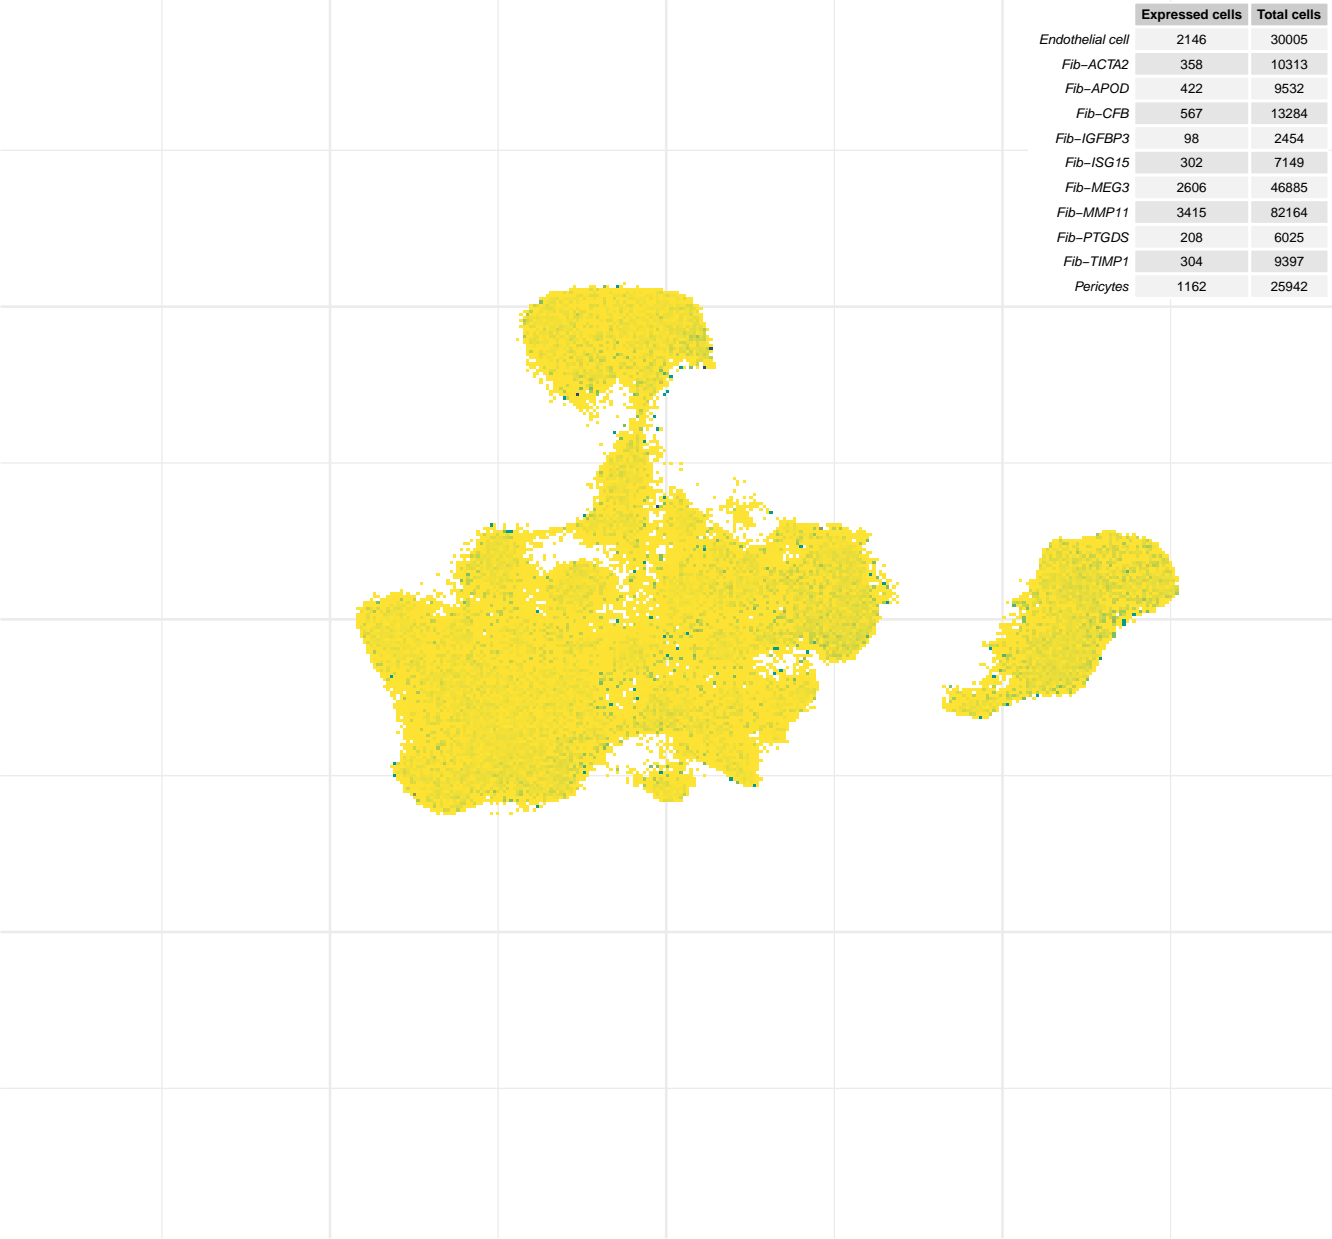 Expressed cells Total cells
Endothelial cell 2146 30005
Fib−ACTA2 358 10313
Fib−APOD 422 9532
Fib−CFB 567 13284
Fib−IGFBP3 98 2454
Fib−ISG15 302 7149
Fib−MEG3 2606 46885
Fib−MMP11 3415 82164
Fib−PTGDS 208 6025
Fib−TIMP1 304 9397
Pericytes 1162 25942